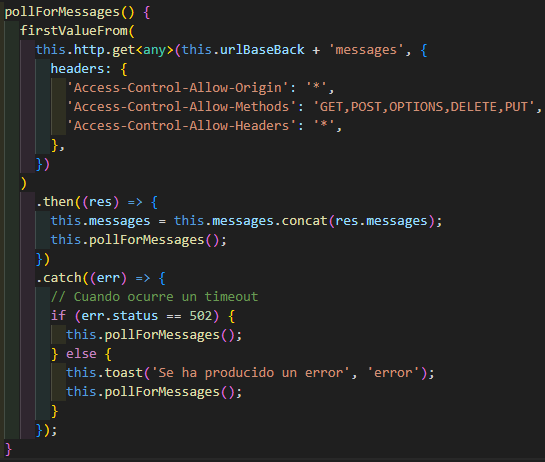 pollForMessages() {
  firstValueFrom(
    this.http.get<any>(this.urlBaseBack + 'messages', {
      headers: {
        'Access-Control-Allow-Origin': '*',
        'Access-Control-Allow-Methods': 'GET,POST,OPTIONS,DELETE,PUT',
        'Access-Control-Allow-Headers': '*',
      },
    })
  )
    .then((res) => {
      this.messages = this.messages.concat(res.messages);
      this.pollForMessages();
    })
    .catch((err) => {
      // Cuando ocurre un timeout
      if (err.status == 502) {
        this.pollForMessages();
      } else {
        this.toast('Se ha producido un error', 'error');
        this.pollForMessages();
      }
    });
}